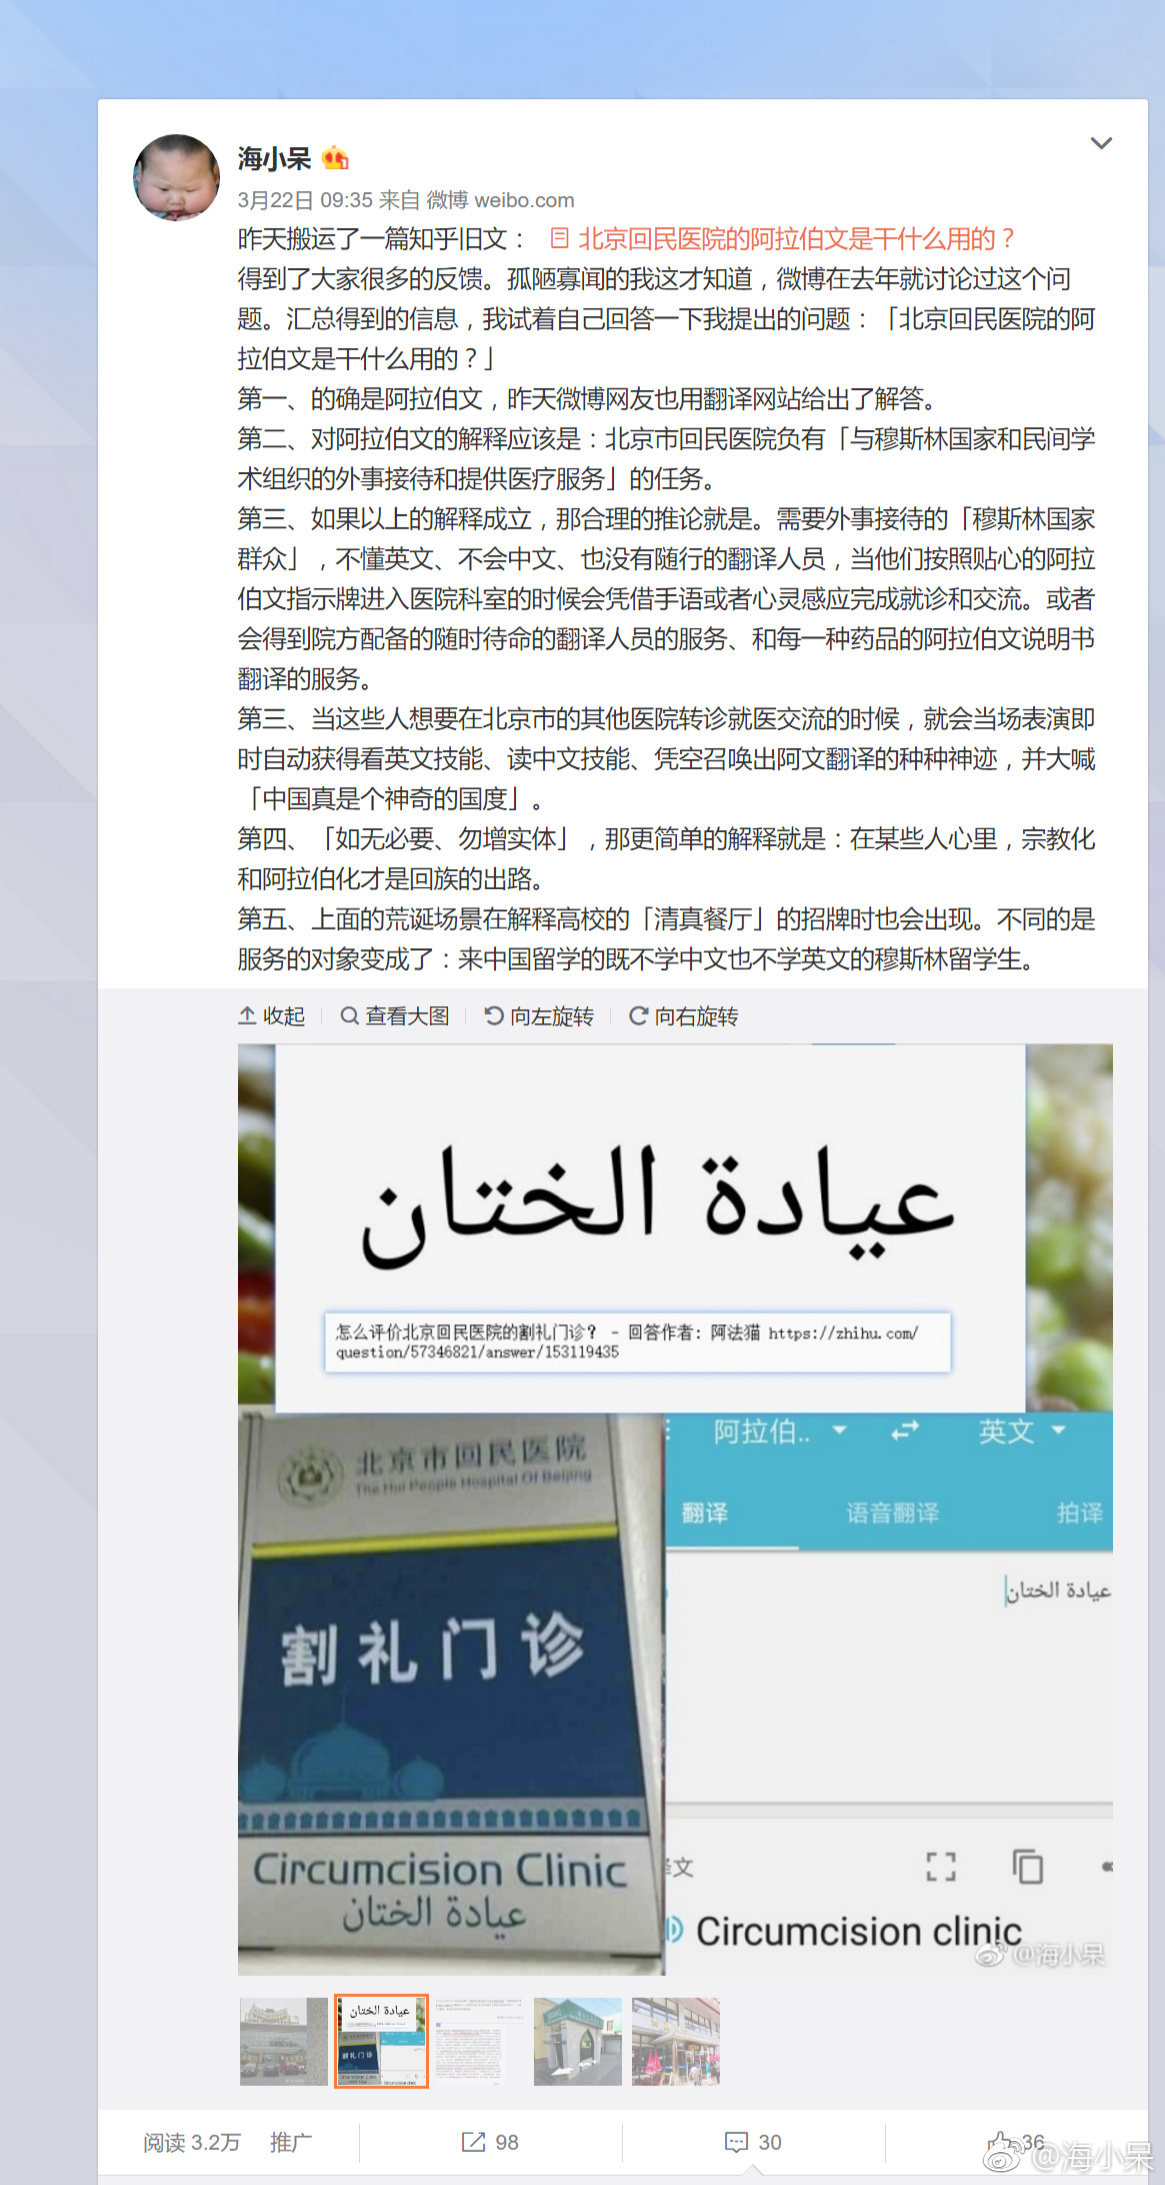 海小呆
3月22日 09:35 来自 微博 weibo.com
昨天搬运了一篇知乎旧文： 北京回民医院的阿拉伯文是干什么用的？
得到了大家很多的反馈。孤陋寡闻的我这才知道，微博在去年就讨论过这个问
题。汇总得到的信息，我试着自己回答一下我提出的问题：「北京回民医院的阿
拉伯文是干什么用的？」
第一、的确是阿拉伯文，昨天微博网友也用翻译网站给出了解答。
第二、对阿拉伯文的解释应该是：北京市回民医院负有「与穆斯林国家和民间学
术组织的外事接待和提供医疗服务」的任务。
第三、如果以上的解释成立，那合理的推论就是。需要外事接待的「穆斯林国家
群众」，不懂英文、不会中文、也没有随行的翻译人员，当他们按照贴心的阿拉
伯文指示牌进入医院科室的时候会凭借手语或者心灵感应完成就诊和交流。或者
会得到院方配备的随时待命的翻译人员的服务、和每一种药品的阿拉伯文说明书
翻译的服务。
第三、当这些人想要在北京市的其他医院转诊就医交流的时候，就会当场表演即
时自动获得看英文技能、读中文技能、凭空召唤出阿文翻译的种种神迹，并大喊
「中国真是个神奇的国度」。
第四、「如无必要、勿增实体」，那更简单的解释就是：在某些人心里，宗教化
和阿拉伯化才是回族的出路。
第五、上面的荒诞场景在解释高校的「清真餐厅」的招牌时也会出现。不同的是
服务的对象变成了：来中国留学的既不学中文也不学英文的穆斯林留学生。
收起 查看大图 向左旋转 向右旋转
عيادة الختان
怎么评价北京回民医院的割礼门诊？ - 回答作者: 阿法猫 https://zhihu.com/
question/57346821/answer/153119435
北京市回民医院
The Hui People Hospital Of Beijing
割礼门诊
Circumcision Clinic
عيادة الختان
阿拉伯.. 英文
翻译 语音翻译 拍译
عيادة الختان
译文
Circumcision clinic
@海小呆
عيادة الختان
割礼门诊
阅读 3.2万 推广 98 30 36
@海小呆